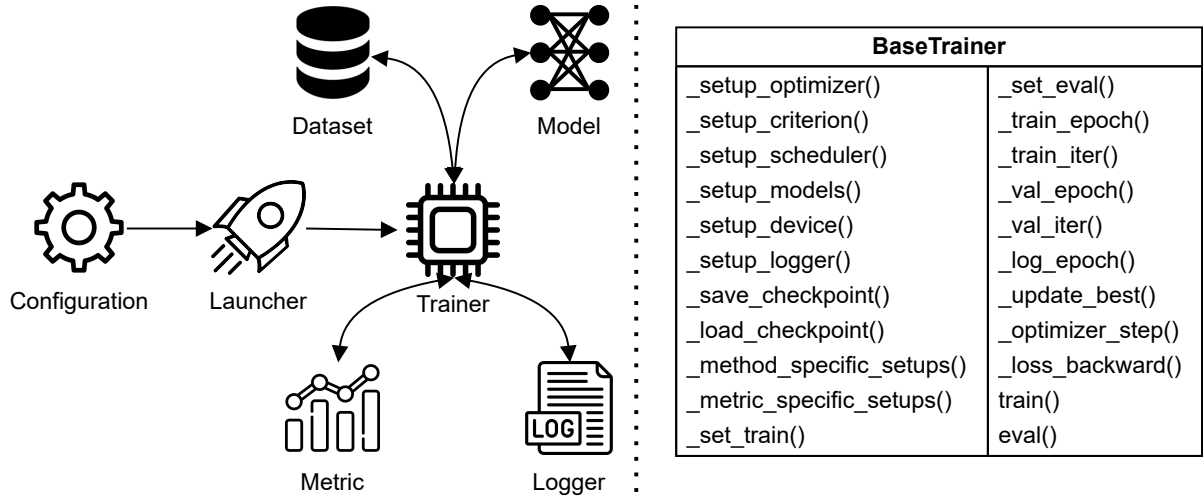 Dataset
Model
Configuration
Launcher
Trainer
LOG
Metric
Logger
BaseTrainer
_setup_optimizer()
_setup_criterion()
_setup_scheduler()
_setup_models()
_setup_device()
_setup_logger()
_save_checkpoint()
_load_checkpoint()
_method_specific_setups()
_metric_specific_setups()
_set_train()
_set_eval()
_train_epoch()
_train_iter()
_val_epoch()
_val_iter()
_log_epoch()
_update_best()
_optimizer_step()
_loss_backward()
train()
eval()